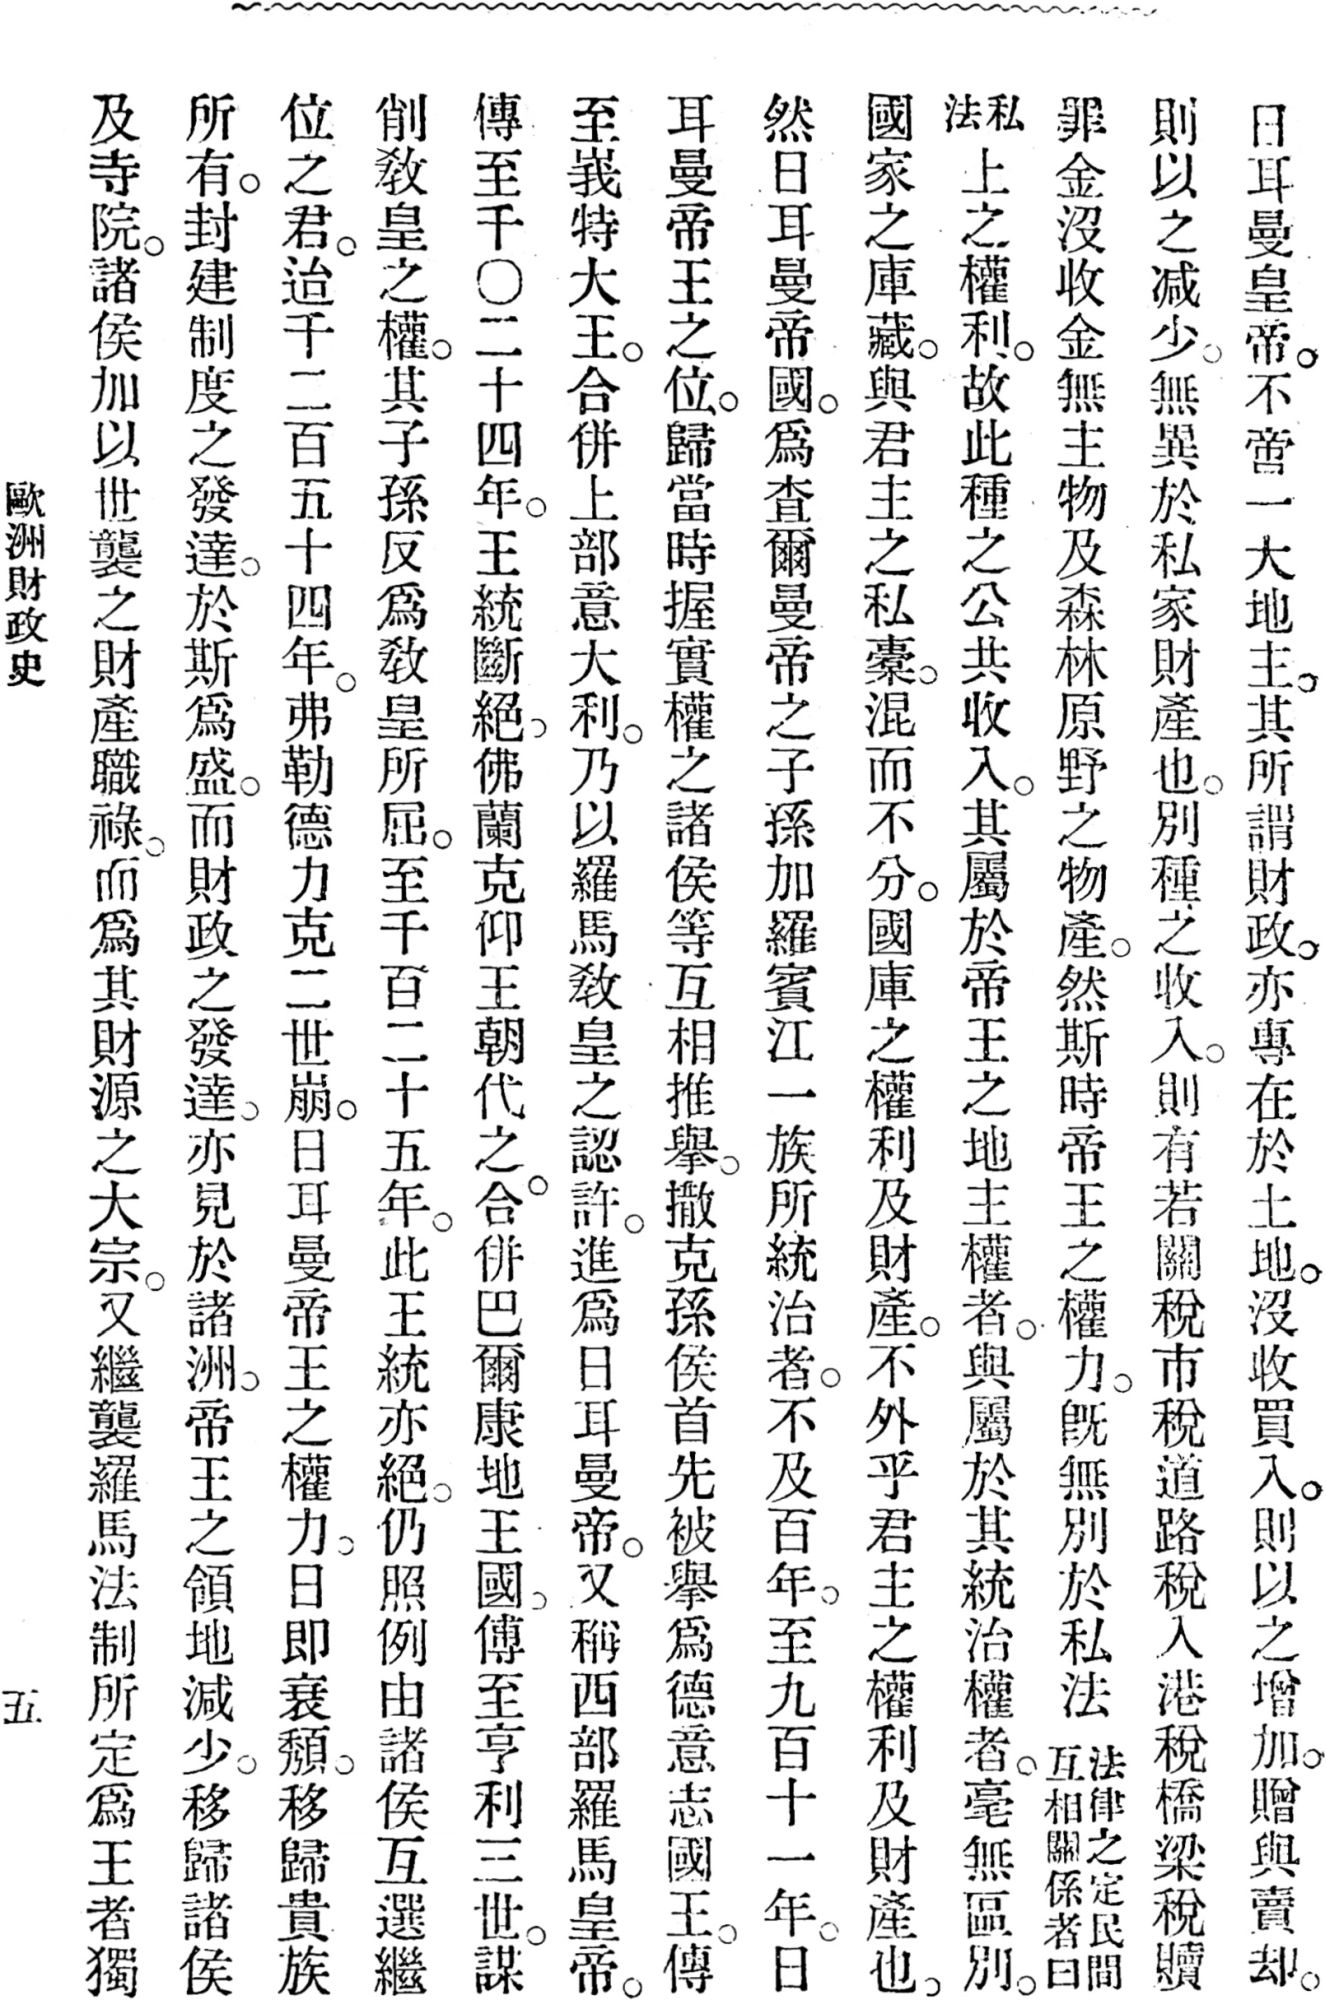 日耳曼皇帝。不啻一大地主。其所謂財政。亦專在於土地。沒收買入。則以之增加。贈與賣却。
則以之減少。無異於私家財產也。別種之收入。則有若關稅市稅道路稅入港稅橋梁稅贖
罪金沒收金無主物及森林原野之物產。然斯時帝王之權力。旣無別於私法法律之定民間互相關係者曰
私法上之權利。故此種之公共收入。其屬於帝王之地主權者。與屬於其統治權者。毫無區別。
國家之庫藏。與君主之私橐。混而不分。國庫之權利及財產。不外乎君主之權利及財產也。
然日耳曼帝國。爲査爾曼帝之子孫加羅賓江一族所統治者。不及百年。至九百十一年。日
耳曼帝王之位。歸當時握實權之諸侯等互相推舉。撒克孫侯首先被舉爲德意志國王。傳
至峩特大王。合併上部意大利。乃以羅馬敎皇之認許。進爲日耳曼帝。又稱西部羅馬皇帝。
傳至千〇二十四年。王統斷絕。佛蘭克仰王朝代之。合併巴爾康地王國。傳至亨利三世。謀
削敎皇之權。其子孫反爲敎皇所屈。至千百二十五年。此王統亦絕。仍照例由諸侯互選繼
位之君。迨千二百五十四年。弗勒德力克二世崩。日耳曼帝王之權力。日即衰頹。移歸貴族
所有。封建制度之發達。於斯爲盛。而財政之發達。亦見於諸洲。帝王之領地減少。移歸諸侯
及寺院。諸侯加以世襲之財產職祿。而爲其財源之大宗。又繼襲羅馬法制所定爲王者獨
歐洲財政史
五